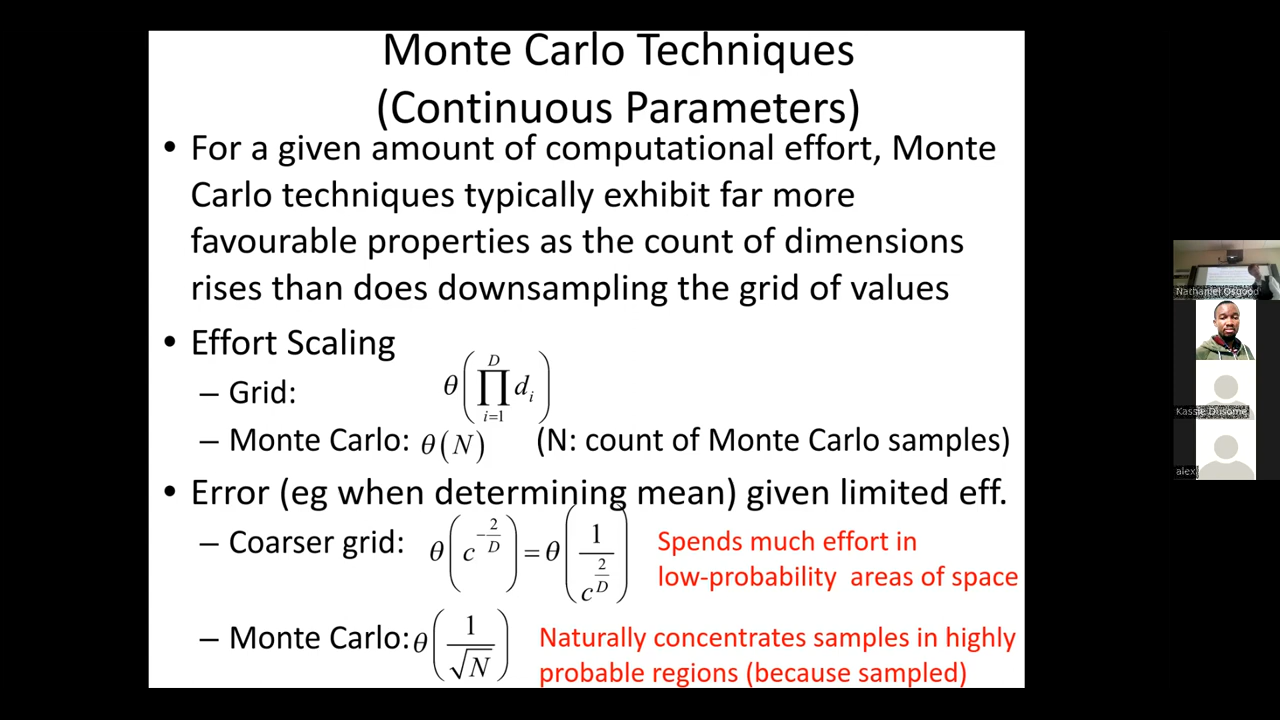 Monte Carlo Techniques
(Continuous Parameters)
• For a given amount of computational effort, Monte
Carlo techniques typically exhibit far more
favourable properties as the count of dimensions
rises than does downsampling the grid of values
• Effort Scaling
– Grid: θ(∏_{i=1}^{D} d_i)
– Monte Carlo: θ(N) (N: count of Monte Carlo samples)
• Error (eg when determining mean) given limited eff.
– Coarser grid: θ(c^{-2/D}) = θ(1/c^{2/D}) Spends much effort in
low-probability areas of space
– Monte Carlo: θ(1/√N) Naturally concentrates samples in highly
probable regions (because sampled)
Nathaniel Osgood
Kassie Dusome
alex